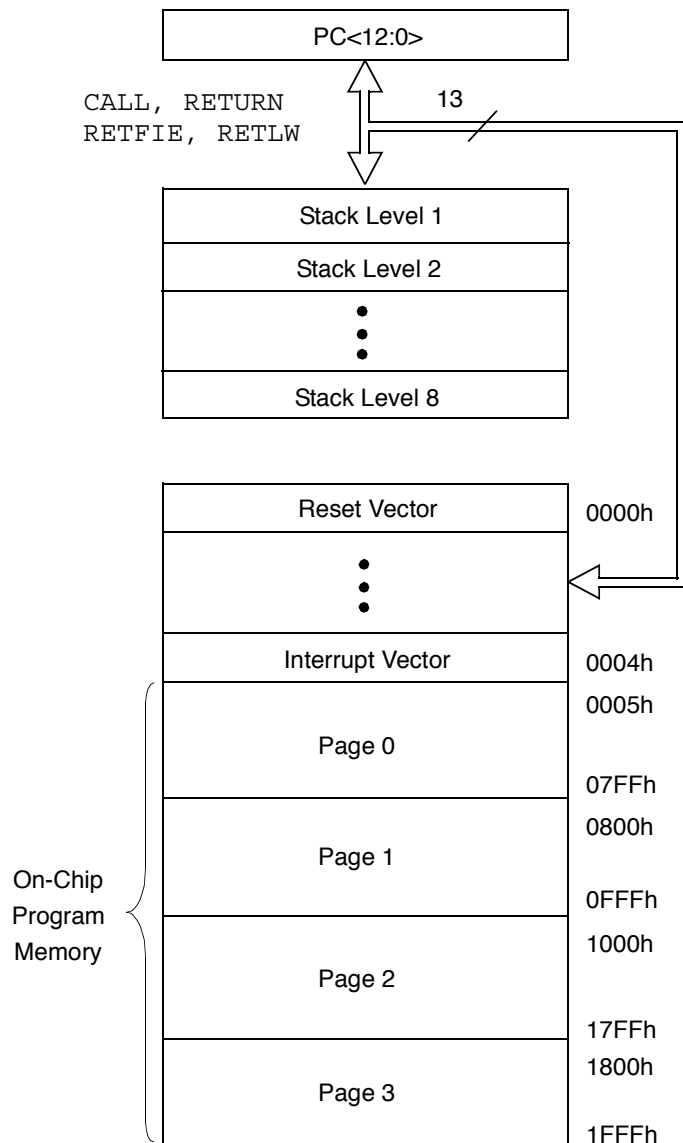 PC<12:0>
CALL, RETURN
RETFIE, RETLW
13
Stack Level 1
Stack Level 2
Stack Level 8
Reset Vector
0000h
Interrupt Vector
0004h
0005h
Page 0
07FFh
0800h
Page 1
0FFFh
On-Chip
Program
Memory
1000h
Page 2
17FFh
1800h
Page 3
1FFFh